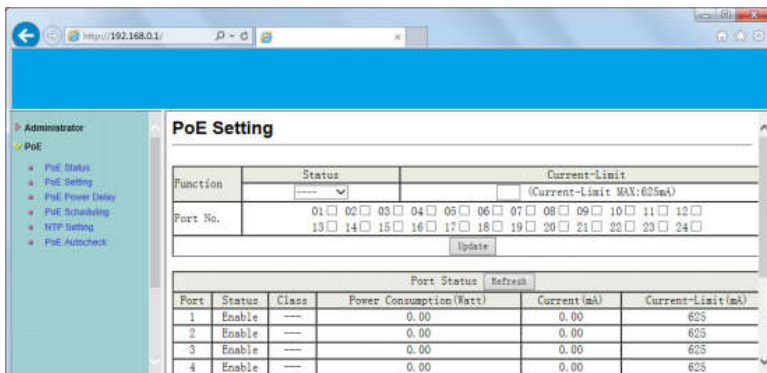 http://192.168.0.1/
Administrator
PoE
PoE Status
PoE Setting
PoE Power Delay
PoE Scheduling
NTP Setting
PoE Autocheck
PoE Setting
Function Status Current-Limit
---- (Current-Limit MAX:625mA)
Port No. 01 02 03 04 05 06 07 08 09 10 11 12
13 14 15 16 17 18 19 20 21 22 23 24
Update
Port Status Refresh
Port Status Class Power Consumption(Watt) Current(mA) Current-Limit(mA)
1 Enable --- 0.00 0.00 625
2 Enable --- 0.00 0.00 625
3 Enable --- 0.00 0.00 625
4 Enable --- 0.00 0.00 625